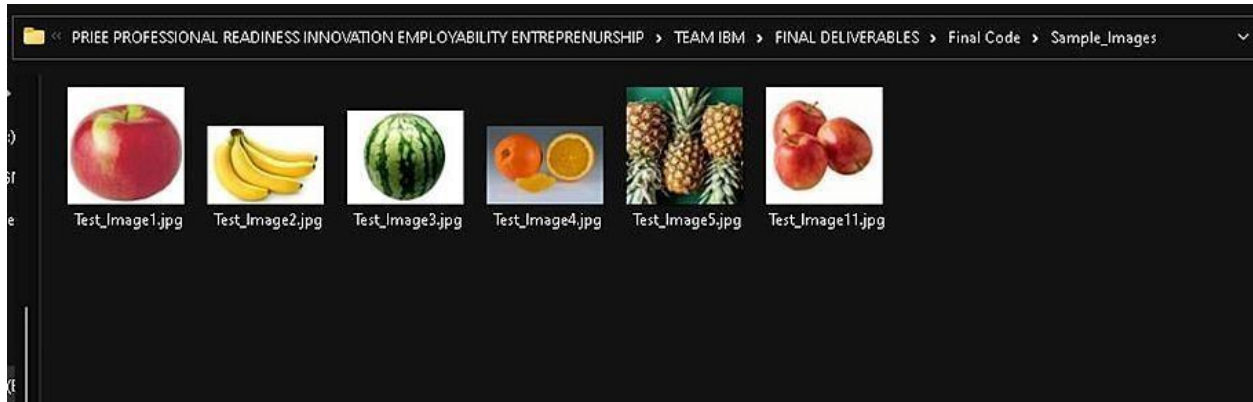 « PRIEE PROFESSIONAL READINESS INNOVATION EMPLOYABILITY ENTREPRENURSHIP › TEAM IBM › FINAL DELIVERABLES › Final Code › Sample_Images
Test_Image1.jpg Test_Image2.jpg Test_Image3.jpg Test_Image4.jpg Test_Image5.jpg Test_Image11.jpg